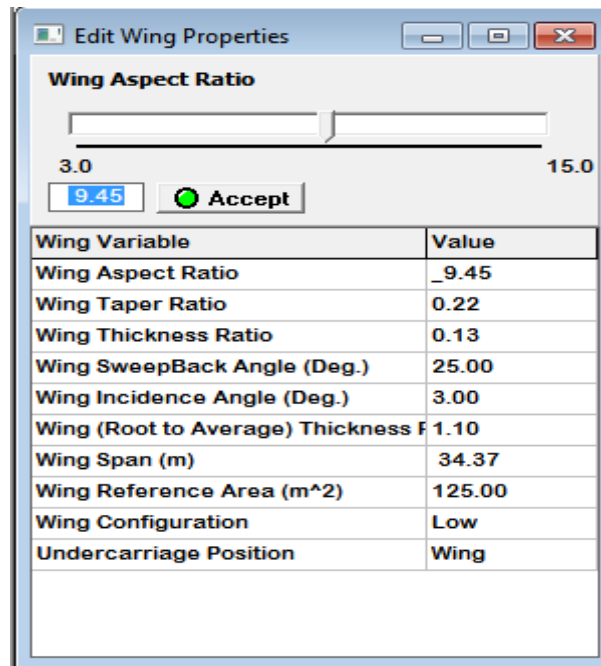 Edit Wing Properties
Wing Aspect Ratio
3.0 15.0
9.45 Accept
Wing Variable Value
Wing Aspect Ratio _9.45
Wing Taper Ratio 0.22
Wing Thickness Ratio 0.13
Wing SweepBack Angle (Deg.) 25.00
Wing Incidence Angle (Deg.) 3.00
Wing (Root to Average) Thickness 1.10
Wing Span (m) 34.37
Wing Reference Area (m^2) 125.00
Wing Configuration Low
Undercarriage Position Wing